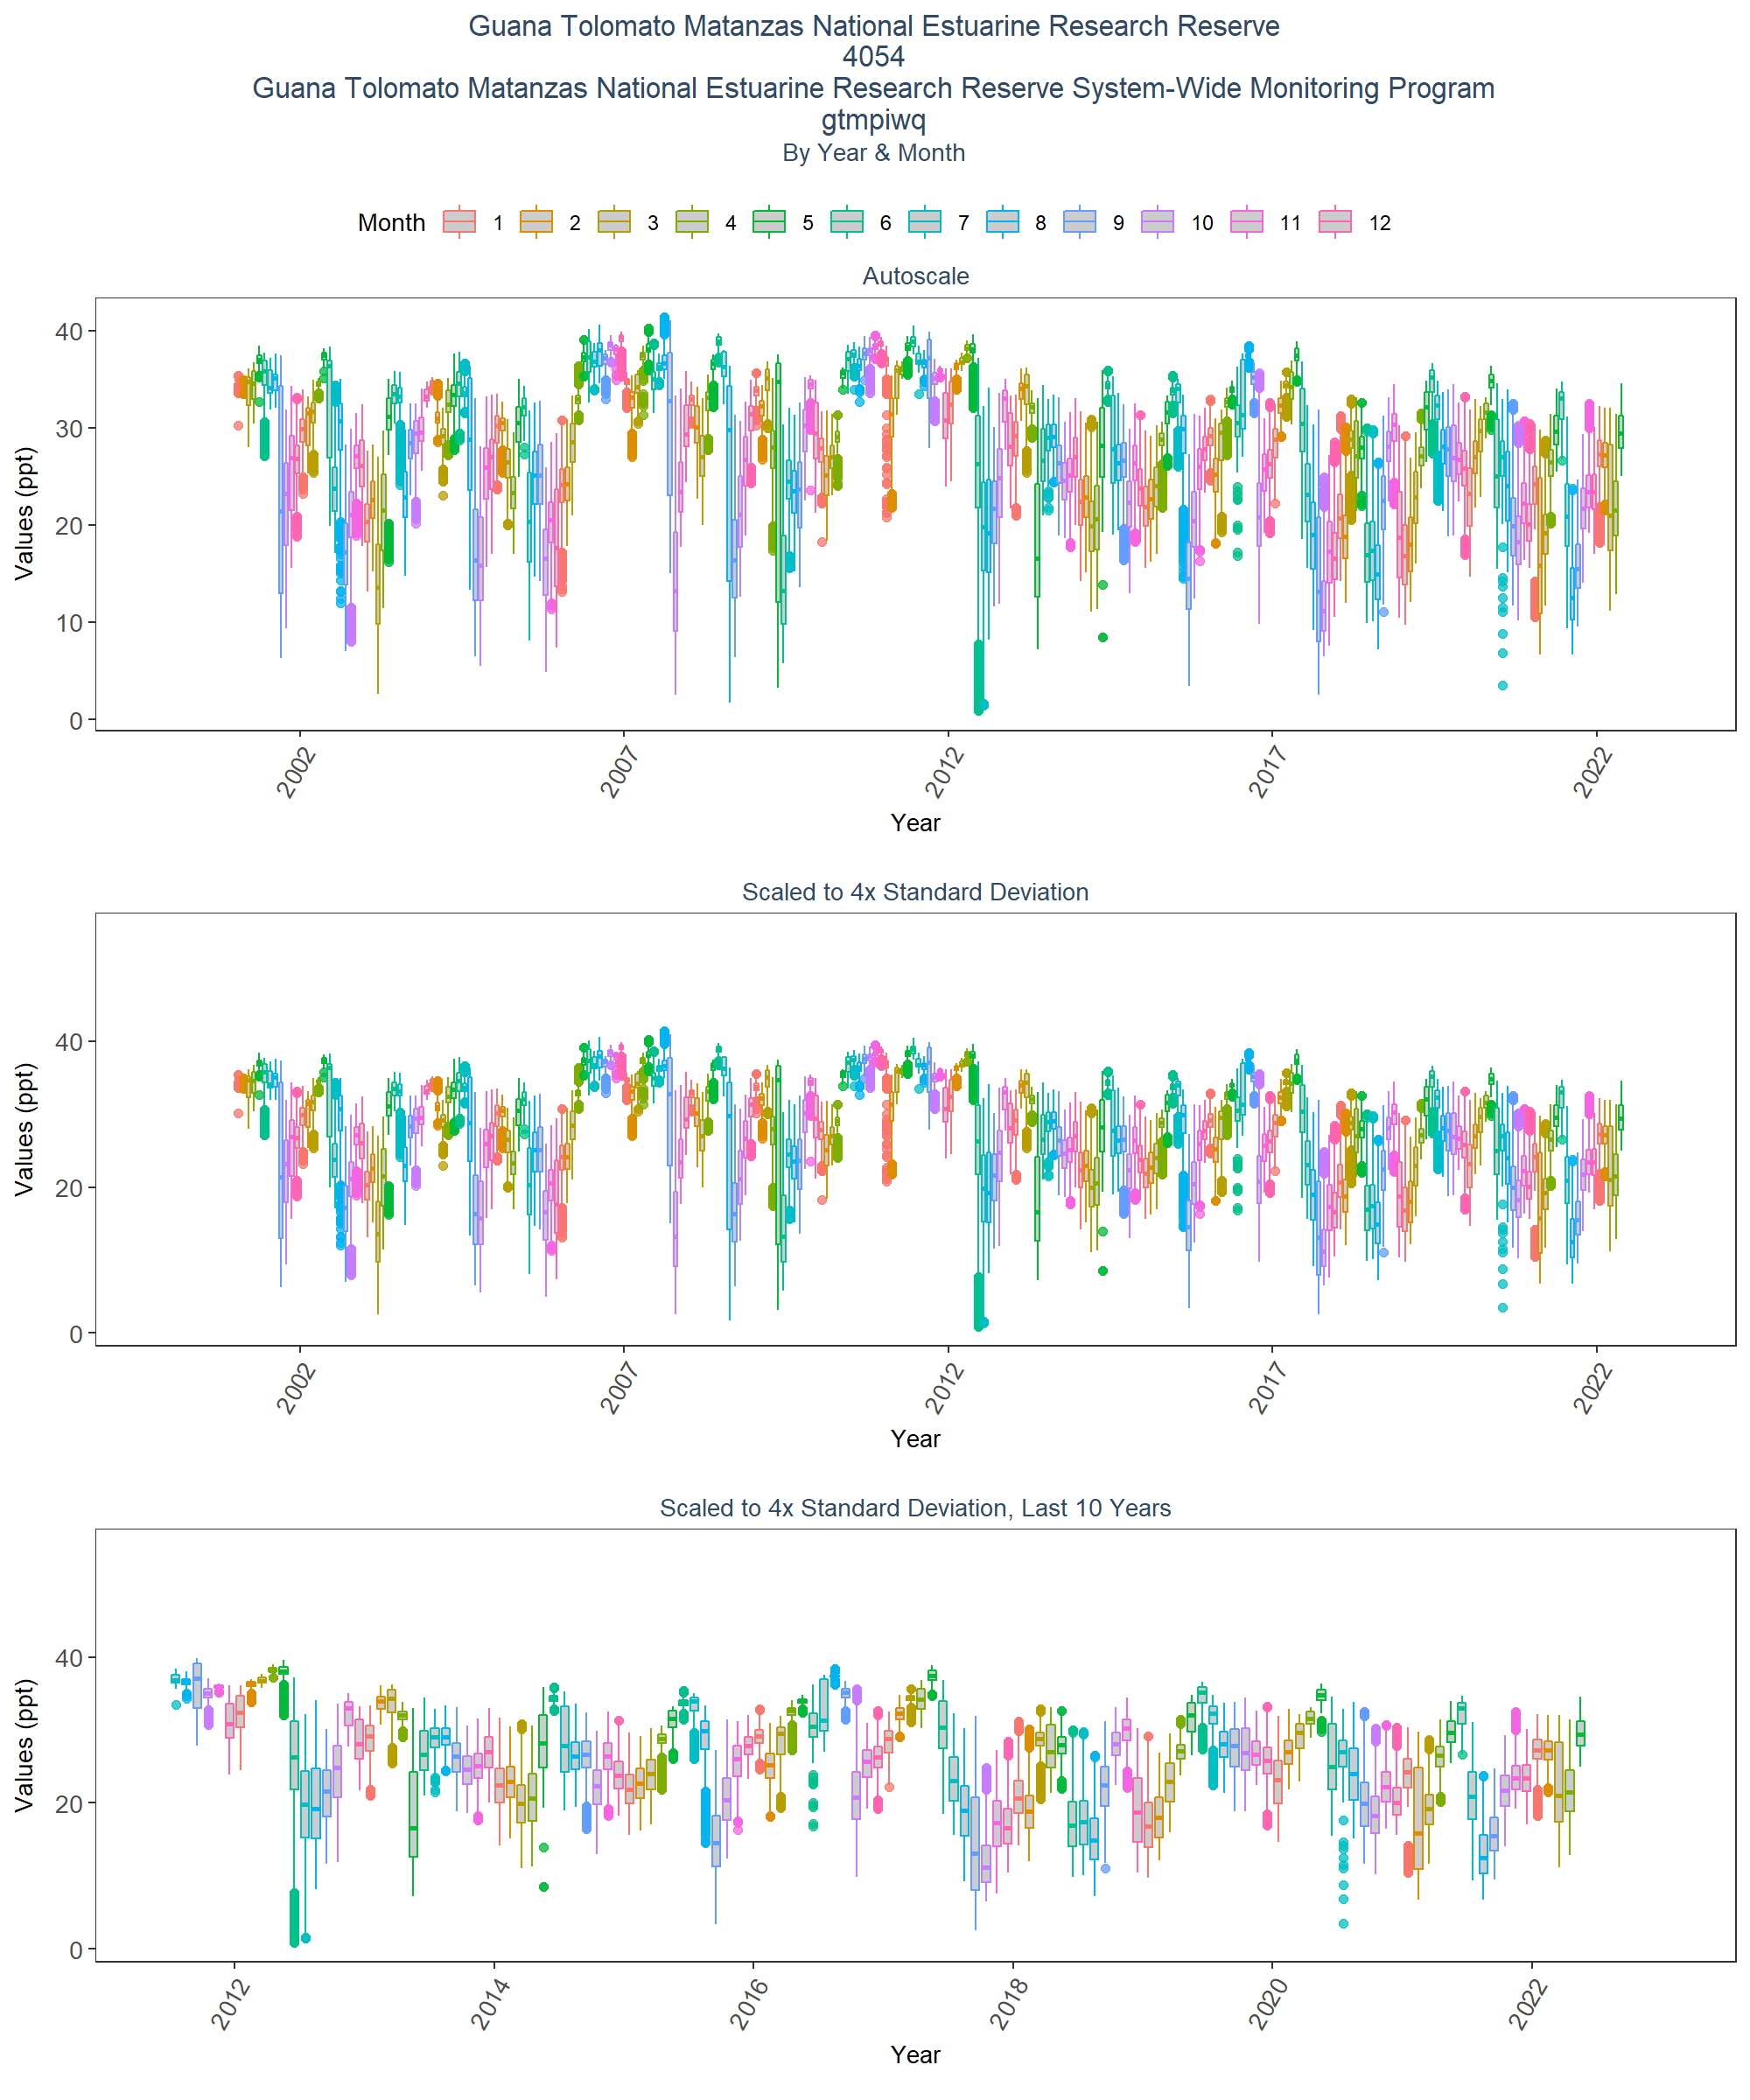 Guana Tolomato Matanzas National Estuarine Research Reserve
4054
Guana Tolomato Matanzas National Estuarine Research Reserve System-Wide Monitoring Program
gtmpiwq
By Year & Month
Month 1 2 3 4 5 6 7 8 9 10 11 12
Autoscale
Values (ppt)
40
30
20
10
0
2002 2007 2012 2017 2022
Year
Scaled to 4x Standard Deviation
Values (ppt)
40
20
0
2002 2007 2012 2017 2022
Year
Scaled to 4x Standard Deviation, Last 10 Years
Values (ppt)
40
20
0
2012 2014 2016 2018 2020 2022
Year